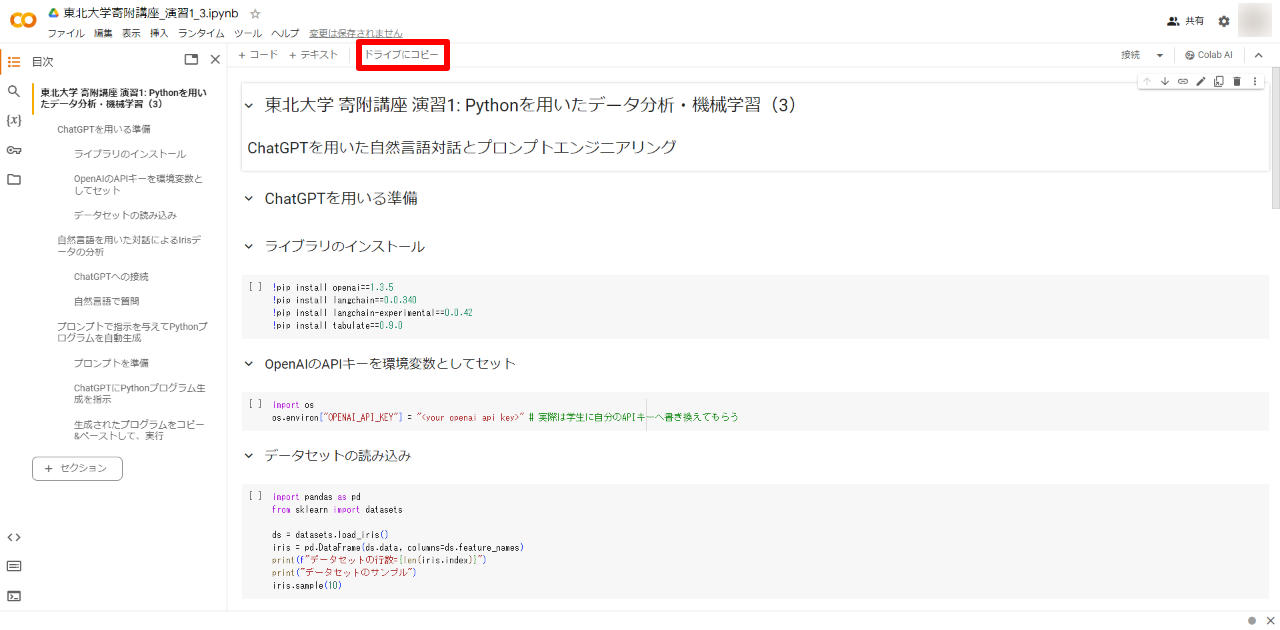 東北大学寄附講座_演習1_3.ipynb
ファイル 編集 表示 挿入 ランタイム ツール ヘルプ 変更は保存されません
共有
目次
+ コード + テキスト ドライブにコピー
接続 Colab AI
東北大学 寄附講座 演習1: Pythonを用い
たデータ分析・機械学習（3）
ChatGPTを用いる準備
ライブラリのインストール
OpenAIのAPIキーを環境変数と
してセット
データセットの読み込み
自然言語を用いた対話によるIrisデ
ータの分析
ChatGPTへの接続
自然言語で質問
プロンプトで指示を与えてPythonプ
ログラムを自動生成
プロンプトを準備
ChatGPTにPythonプログラム生
成を指示
生成されたプログラムをコピー
&ペーストして、実行
+ セクション
東北大学 寄附講座 演習1: Pythonを用いたデータ分析・機械学習（3）
ChatGPTを用いた自然言語対話とプロンプトエンジニアリング
ChatGPTを用いる準備
ライブラリのインストール
[ ] !pip install openai==1.3.5
!pip install langchain==0.0.340
!pip install langchain-experimental==0.0.42
!pip install tabulate==0.9.0
OpenAIのAPIキーを環境変数としてセット
[ ] import os
os.environ["OPENAI_API_KEY"] = "<your openai api key>" # 実際は学生に自分のAPIキーへ書き換えてもらう
データセットの読み込み
[ ] import pandas as pd
from sklearn import datasets
ds = datasets.load_iris()
iris = pd.DataFrame(ds.data, columns=ds.feature_names)
print(f"データセットの行数={len(iris.index)}")
print("データセットのサンプル")
iris.sample(10)